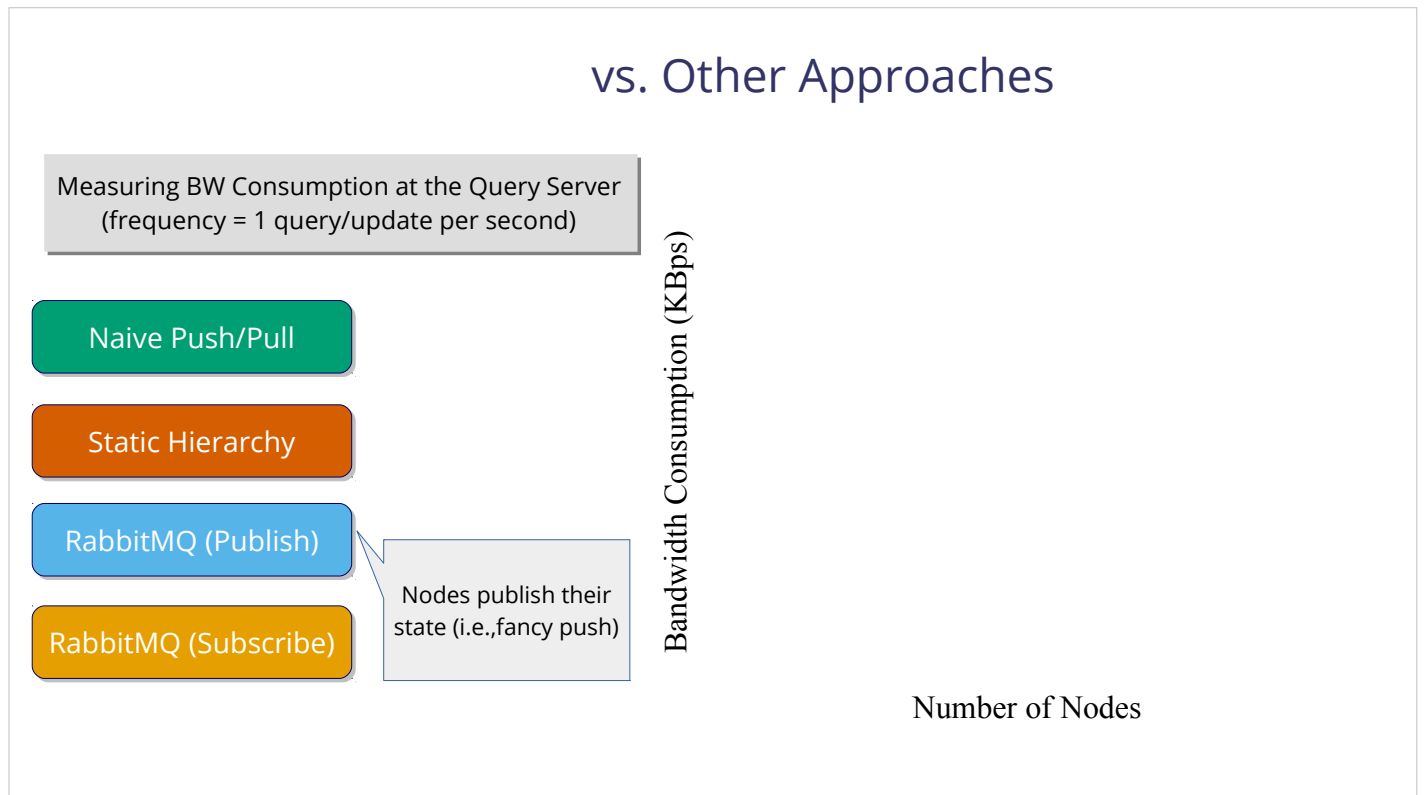 vs. Other Approaches
Measuring BW Consumption at the Query Server
(frequency = 1 query/update per second)
Naive Push/Pull
Static Hierarchy
RabbitMQ (Publish)
RabbitMQ (Subscribe)
Nodes publish their
state (i.e.,fancy push)
Bandwidth Consumption (KBps)
Number of Nodes